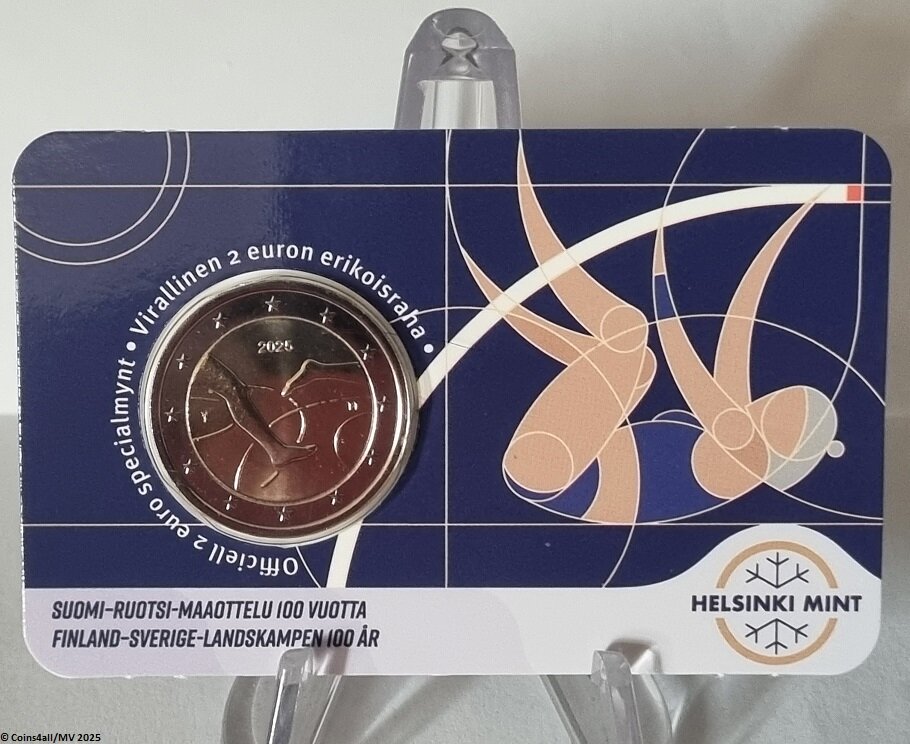 Officiell 2 euro specialmynt • Virallinen 2 euron erikoisraha •
2025
SUOMI-RUOTSI-MAAOTTELU 100 VUOTTA
FINLAND-SVERIGE-LANDSKAMPEN 100 ÅR
HELSINKI MINT
© Coins4all/MV 2025